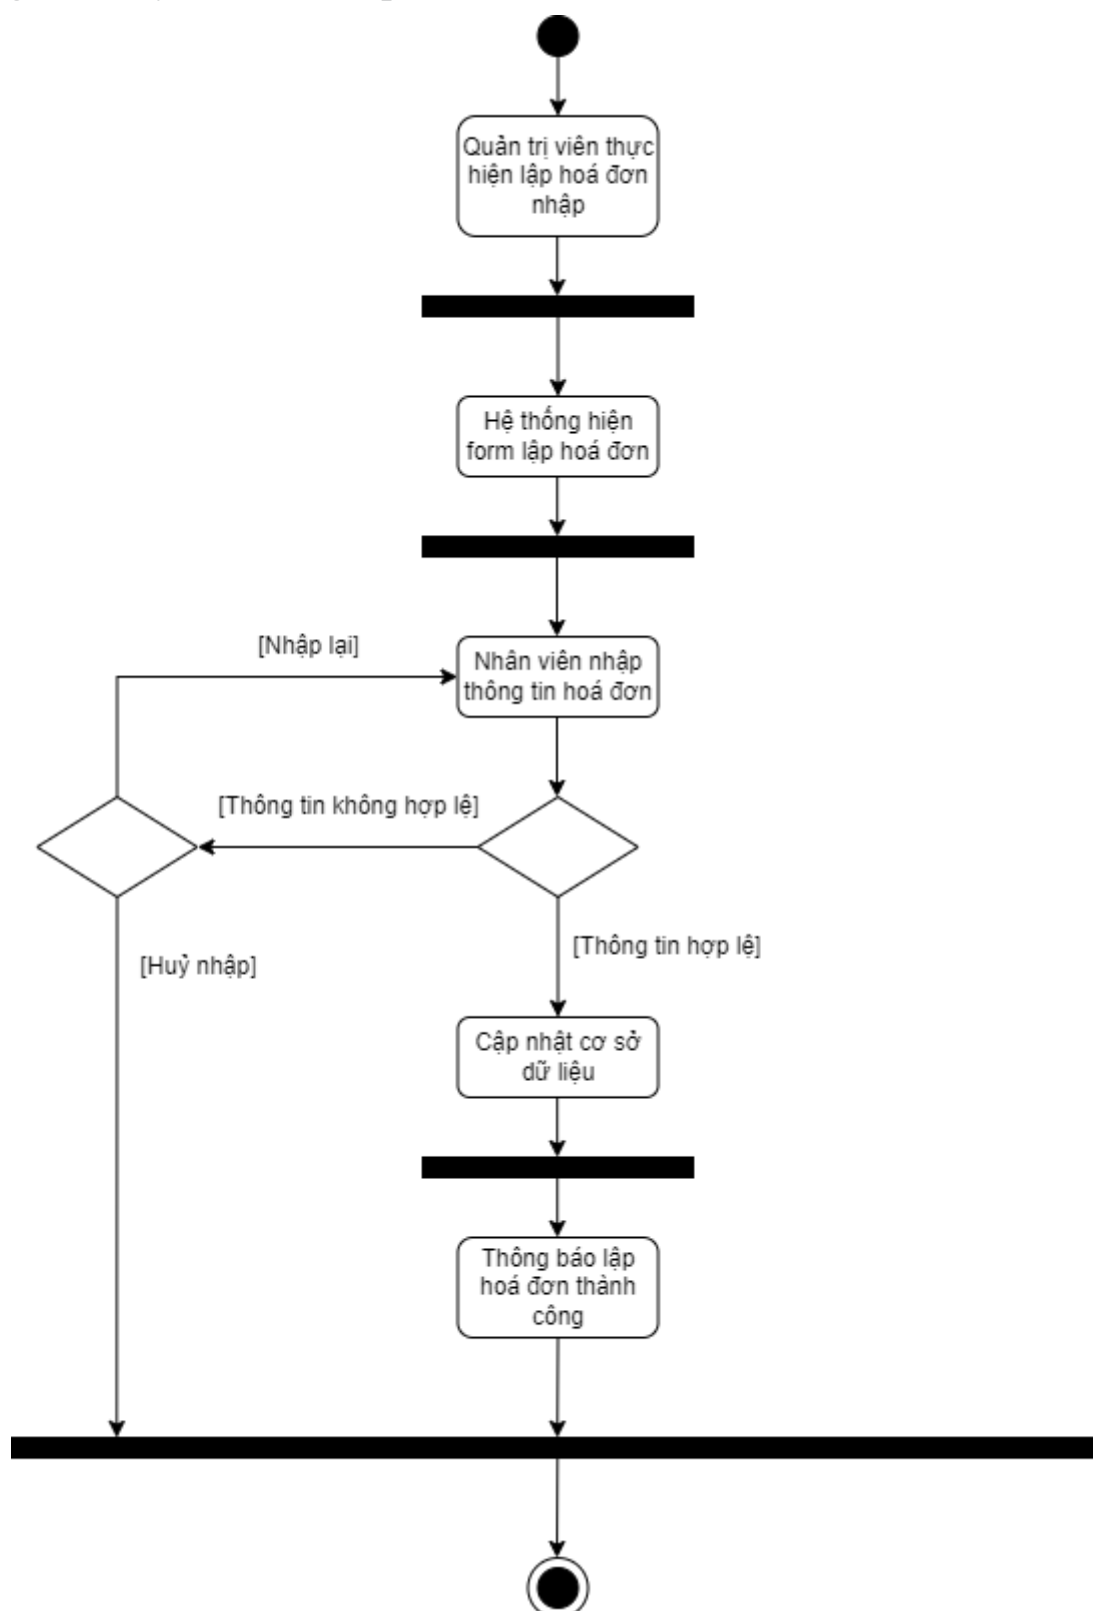 Quản trị viên thực
hiện lập hoá đơn
nhập
Hệ thống hiện
form lập hoá đơn
[Nhập lại]
Nhân viên nhập
thông tin hoá đơn
[Thông tin không hợp lệ]
[Thông tin hợp lệ]
[Huỷ nhập]
Cập nhật cơ sở
dữ liệu
Thông báo lập
hoá đơn thành
công